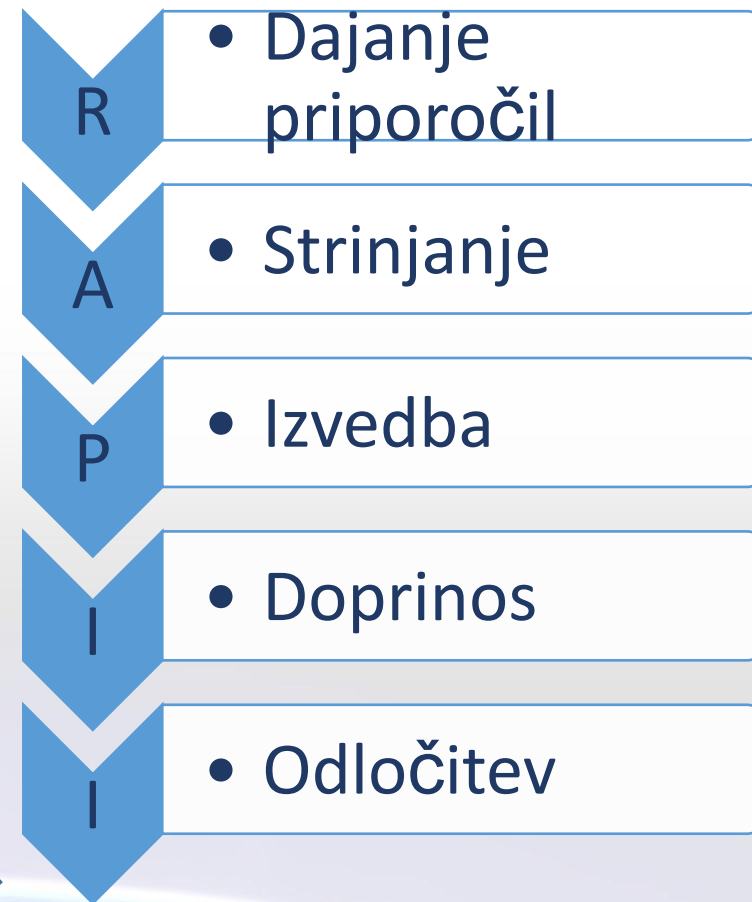 R
• Dajanje
priporočil
A
• Strinjanje
P
• Izvedba
I
• Doprinos
I
• Odločitev